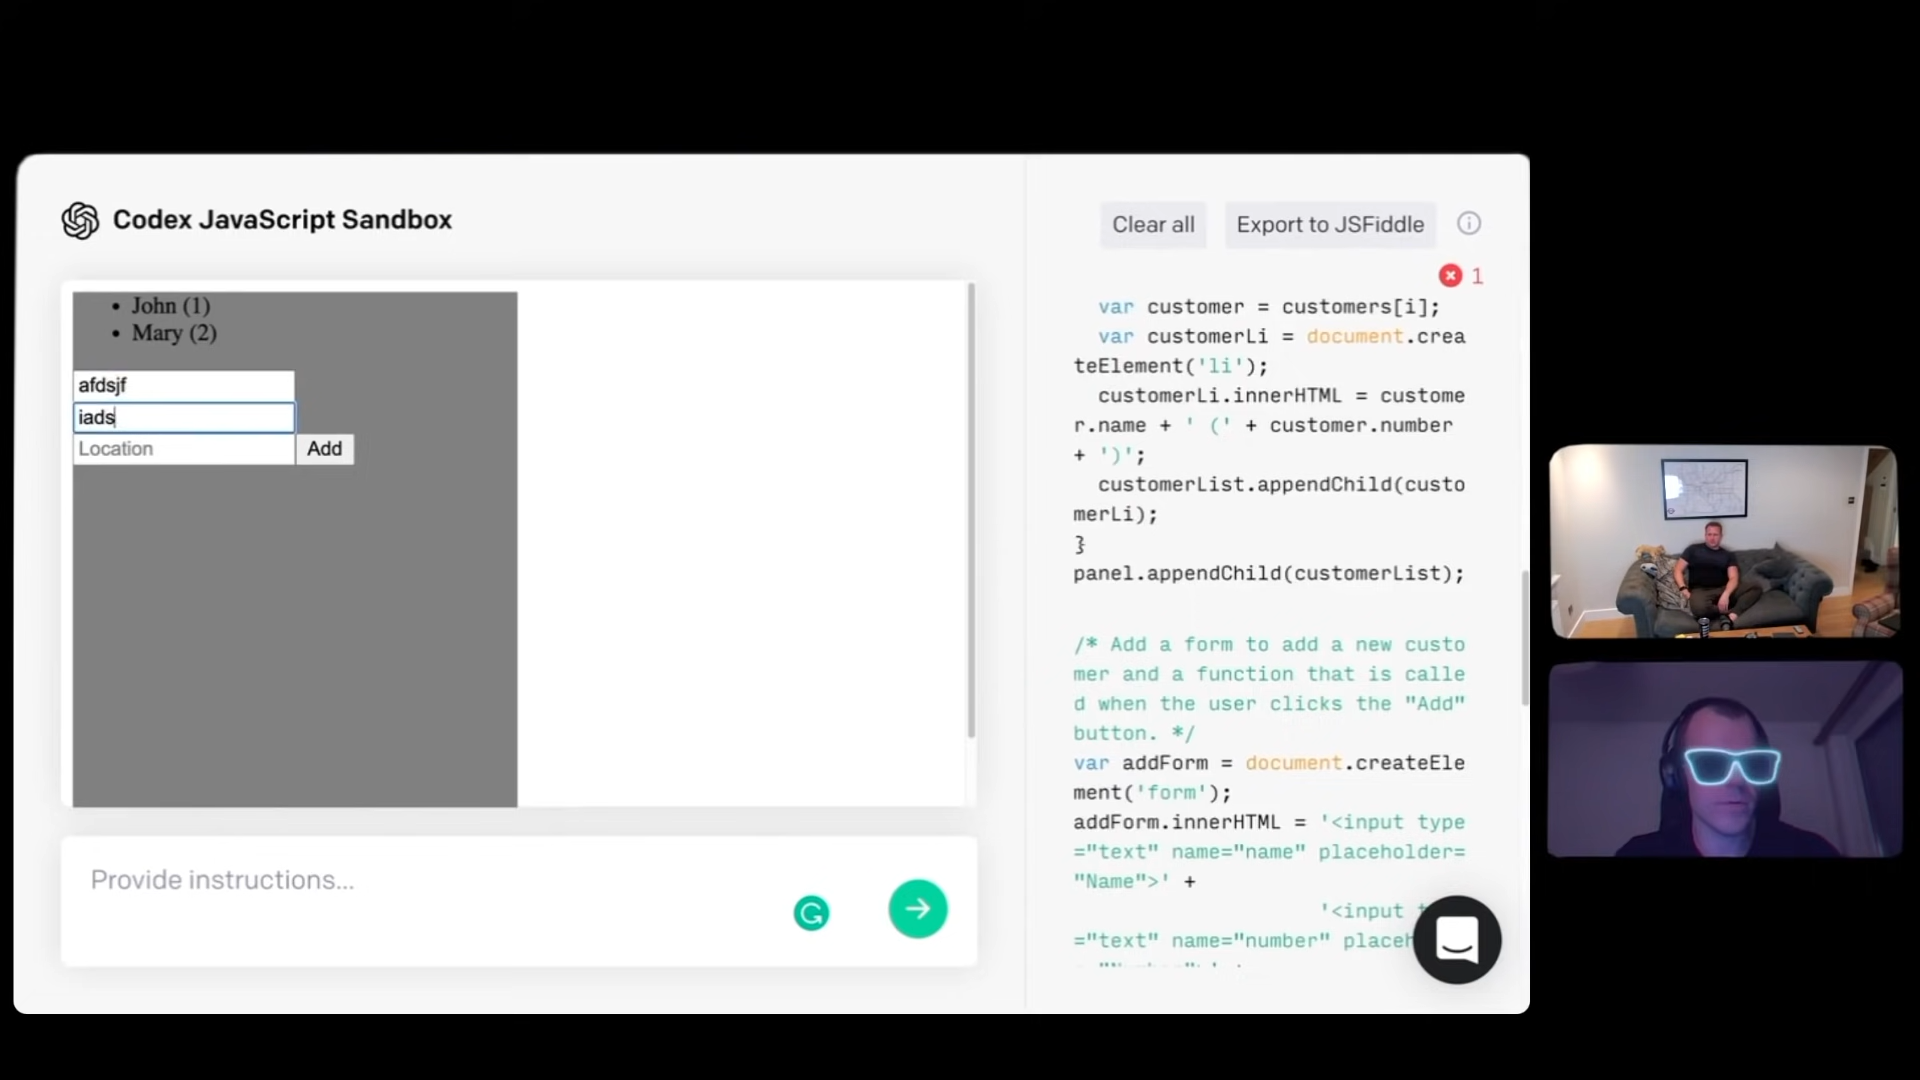 Codex JavaScript Sandbox
John (1)
Mary (2)
afdsjf
iads
Location
Add
Provide instructions...
Clear all
Export to JSFiddle
1
var customer = customers[i];
var customerLi = document.crea
teElement('li');
customerLi.innerHTML = custome
r.name + ' (' + customer.number
+ ')';
customerList.appendChild(custo
merLi);
}
panel.appendChild(customerList);
/* Add a form to add a new custo
mer and a function that is calle
d when the user clicks the "Add"
button. */
var addForm = document.createEle
ment('form');
addForm.innerHTML = '<input type
="text" name="name" placeholder=
"Name">' +
'<input
="text" name="number" placeh